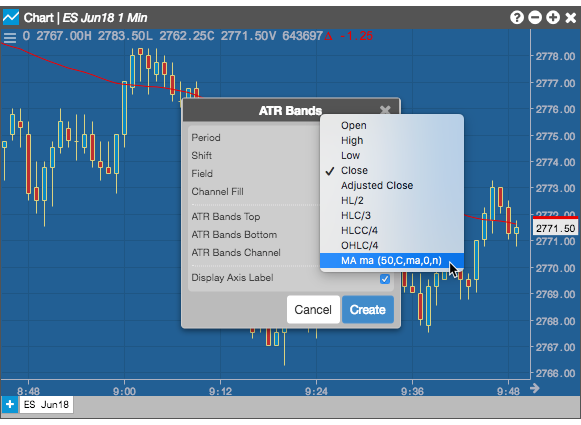 Chart | ES Jun18 1 Min
O 2767.00H 2783.50L 2762.25C 2771.50V 643697Δ -1.25
2778.00
2777.00
2776.00
2775.00
2774.00
2773.00
2772.00
2771.50
2771.00
2770.00
2769.00
2768.00
2767.00
2766.00
ATR Bands
Period
Shift
Field
Channel Fill
ATR Bands Top
ATR Bands Bottom
ATR Bands Channel
Display Axis Label
Open
High
Low
✓ Close
Adjusted Close
HL/2
HLC/3
HLCC/4
OHLC/4
MA ma (50,C,ma,0,n)
Cancel
Create
8:48
9:00
9:12
9:24
9:36
9:48
+ ES Jun18